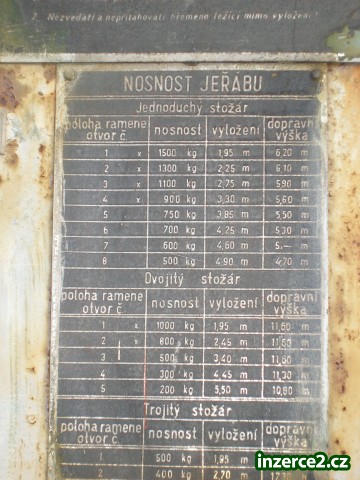 2. Nezvedati a nepřitahovati břemeno ležící mimo vyložení.
NOSNOST JEŘÁBU
Jednoduchý stožár
poloha ramene otvor č. nosnost vyložení dopravní výška
1 x 1500 kg 1,95 m 6,20 m
2 x 1300 kg 2,25 m 6,10 m
3 x 1100 kg 2,75 m 5,90 m
4 x 900 kg 3,30 m 5,60 m
5 750 kg 3,85 m 5,50 m
6 700 kg 4,25 m 5,30 m
7 600 kg 4,60 m 5,— m
8 500 kg 4,90 m 4,70 m
Dvojitý stožár
poloha ramene otvor č. nosnost vyložení dopravní výška
1 x 1000 kg 1,95 m 11,60 m
2 x 800 kg 2,45 m 11,60 m
3 500 kg 3,40 m 11,60 m
4 300 kg 4,45 m 11,30 m
5 200 kg 5,50 m 10,80 m
Trojitý stožár
poloha ramene otvor č. nosnost vyložení dopravní výška
1 500 kg 1,95 m
2 400 kg 2,70 m
inzerce2.cz